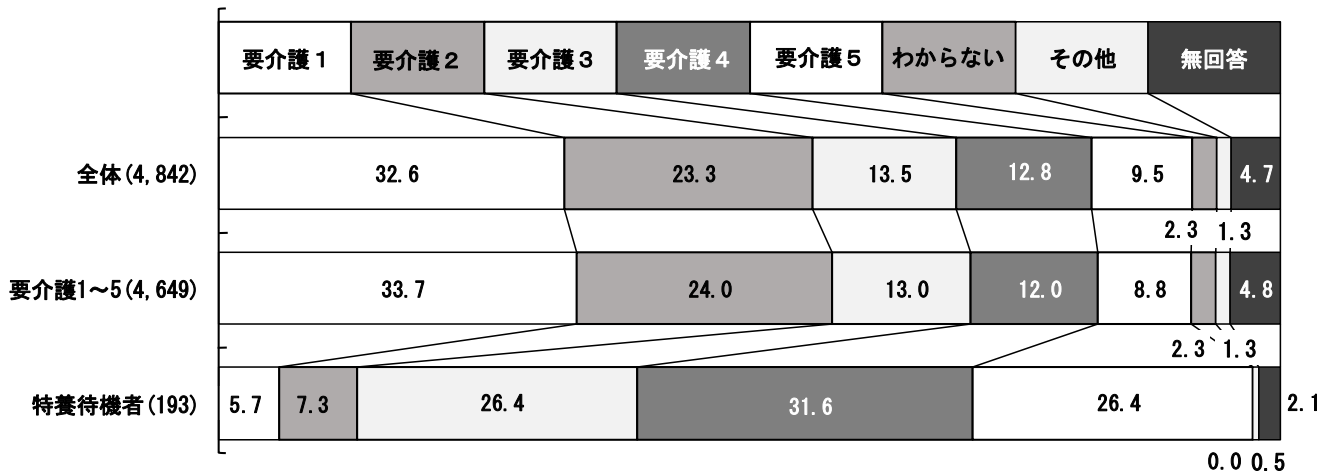 要介護1 要介護2 要介護3 要介護4 要介護5 わからない その他 無回答
全体(4,842) 32.6 23.3 13.5 12.8 9.5 4.7
2.3 1.3
要介護1～5(4,649) 33.7 24.0 13.0 12.0 8.8 4.8
2.3 1.3
特養待機者(193) 5.7 7.3 26.4 31.6 26.4 2.1
0.0 0.5